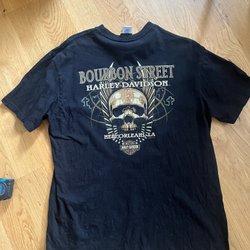 BOURBON STREET
HARLEY-DAVIDSON
NEW ORLEANS, LA